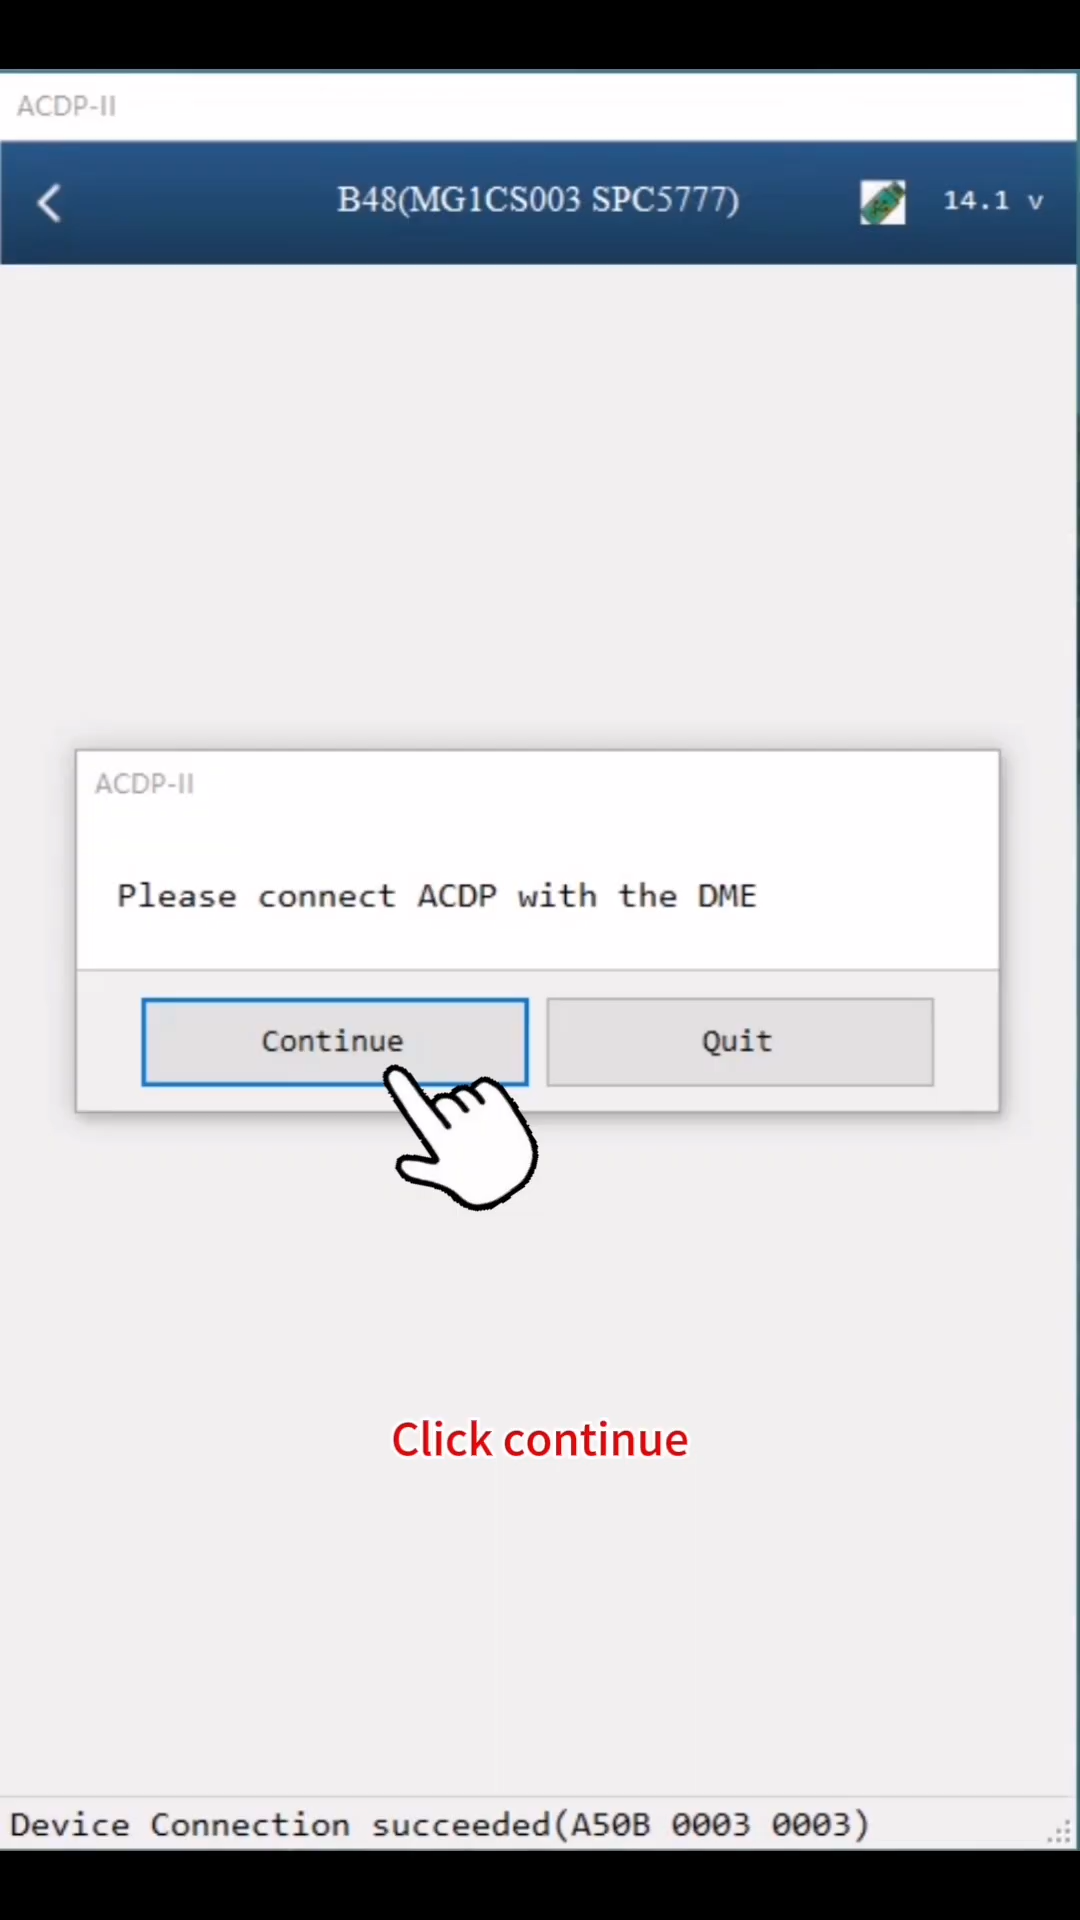 ACDP-II
B48(MG1CS003 SPC5777)
14.1 v
ACDP-II
Please connect ACDP with the DME
Continue
Quit
Click continue
Device Connection succeeded(A50B 0003 0003)